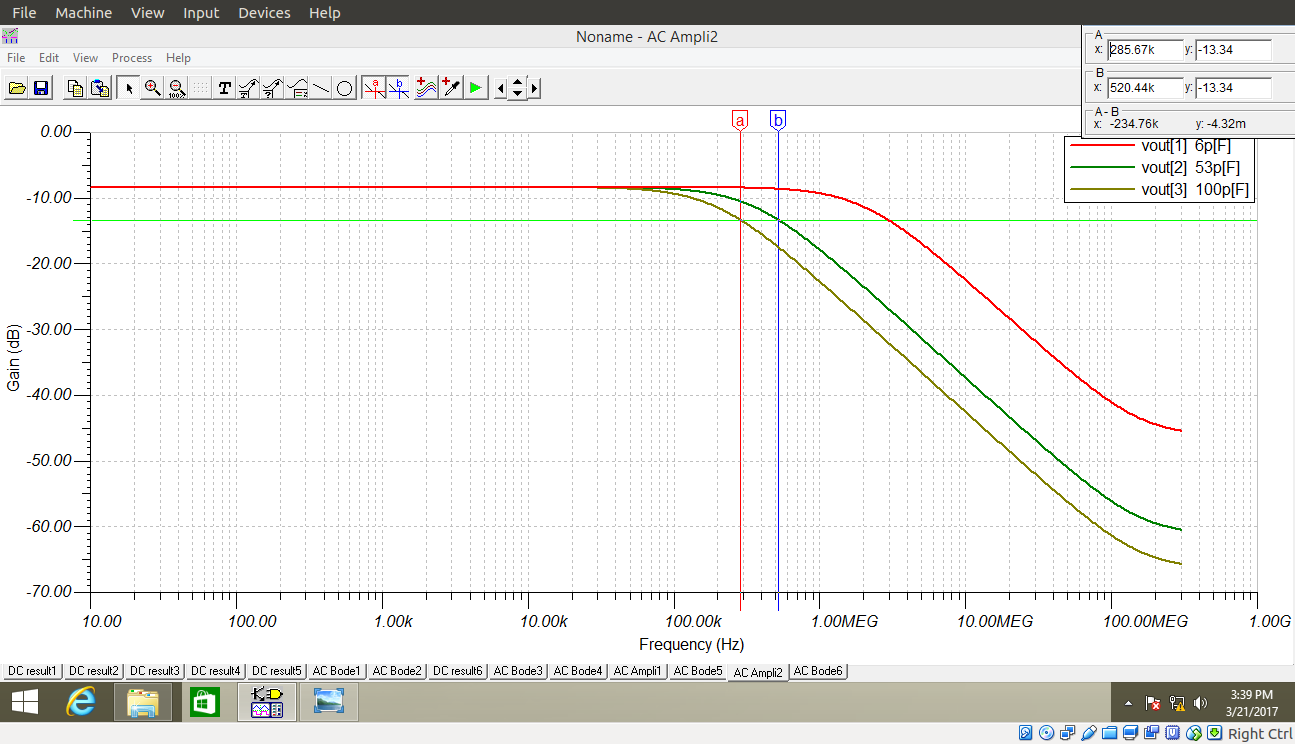 File Machine View Input Devices Help
Noname - AC Ampli2
File Edit View Process Help
T
100%
a b
A
x: 285.67k y: -13.34
B
x: 520.44k y: -13.34
A - B
x: -234.76k y: -4.32m
a b
vout[1] 6p[F]
vout[2] 53p[F]
vout[3] 100p[F]
Gain (dB)
0.00
-10.00
-20.00
-30.00
-40.00
-50.00
-60.00
-70.00
10.00 100.00 1.00k 10.00k 100.00k 1.00MEG 10.00MEG 100.00MEG 1.00G
Frequency (Hz)
DC result1 DC result2 DC result3 DC result4 DC result5 AC Bode1 AC Bode2 DC result6 AC Bode3 AC Bode4 AC Ampli1 AC Bode5 AC Ampli2 AC Bode6
3:39 PM
3/21/2017
Right Ctrl